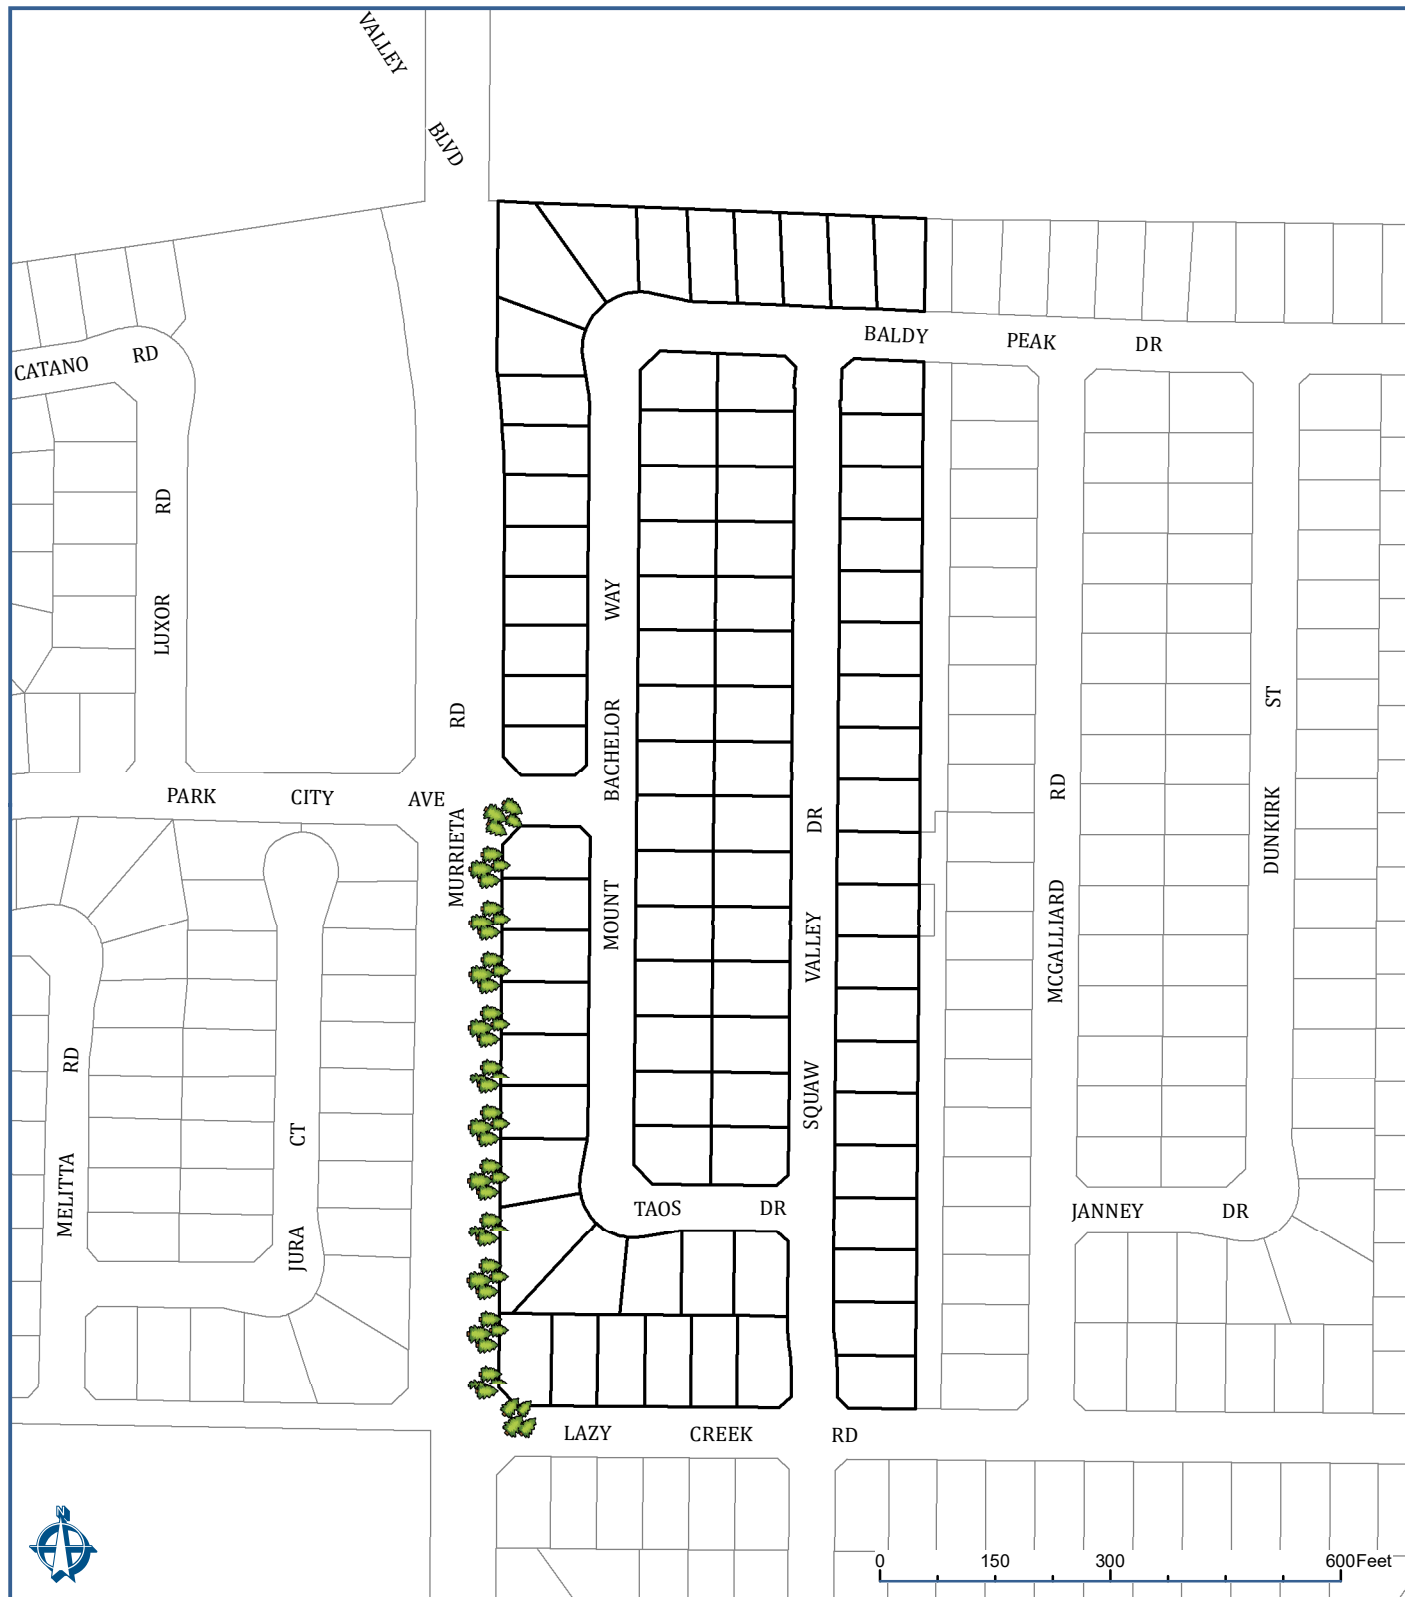 VALLEY
BLVD
BALDY PEAK DR
CATANO RD
LUXOR RD
MOUNT BACHELOR WAY
MURRIETA RD
PARK CITY AVE
SQUAW VALLEY DR
MCGALLIARD RD
DUNKIRK ST
MELITTA RD
JURA CT
TAOS DR
JANNEY DR
LAZY CREEK RD
N
0 150 300 600Feet